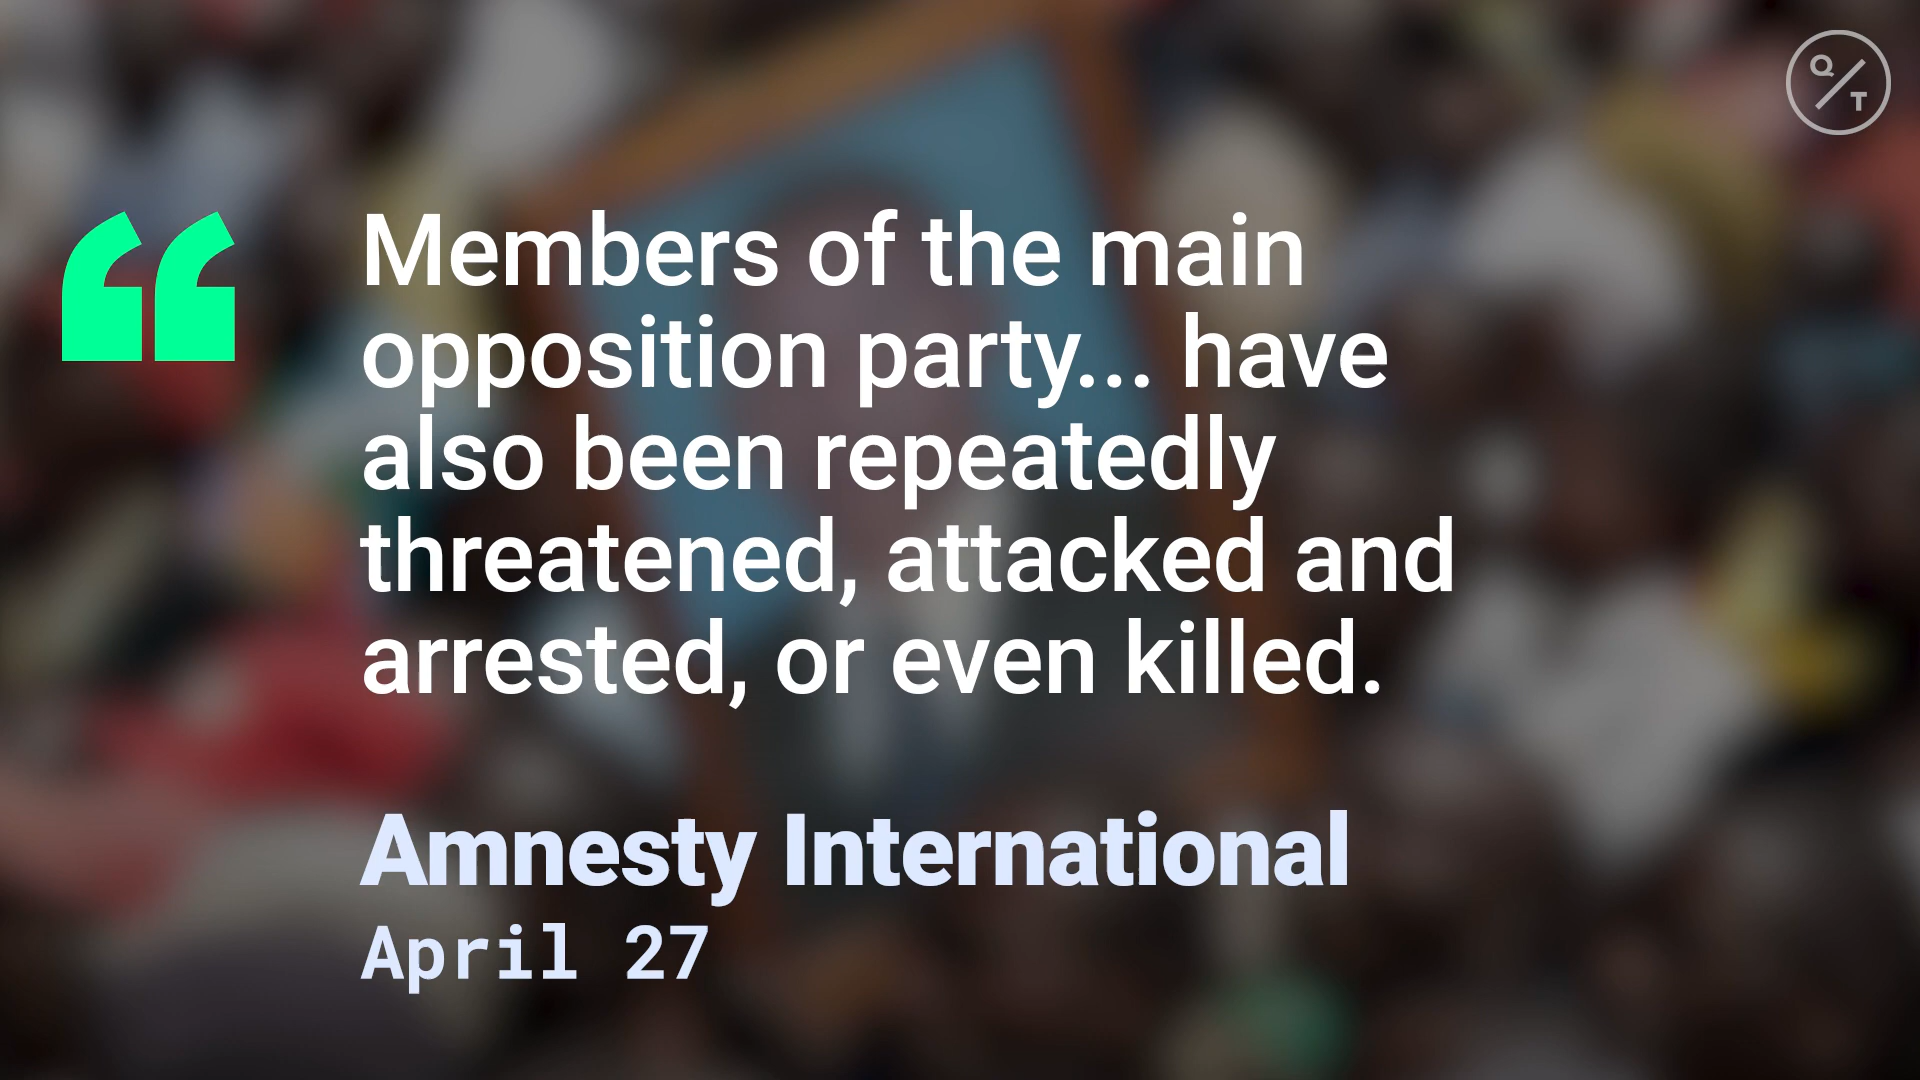 Q/T
“
Members of the main
opposition party... have
also been repeatedly
threatened, attacked and
arrested, or even killed.
Amnesty International
April 27